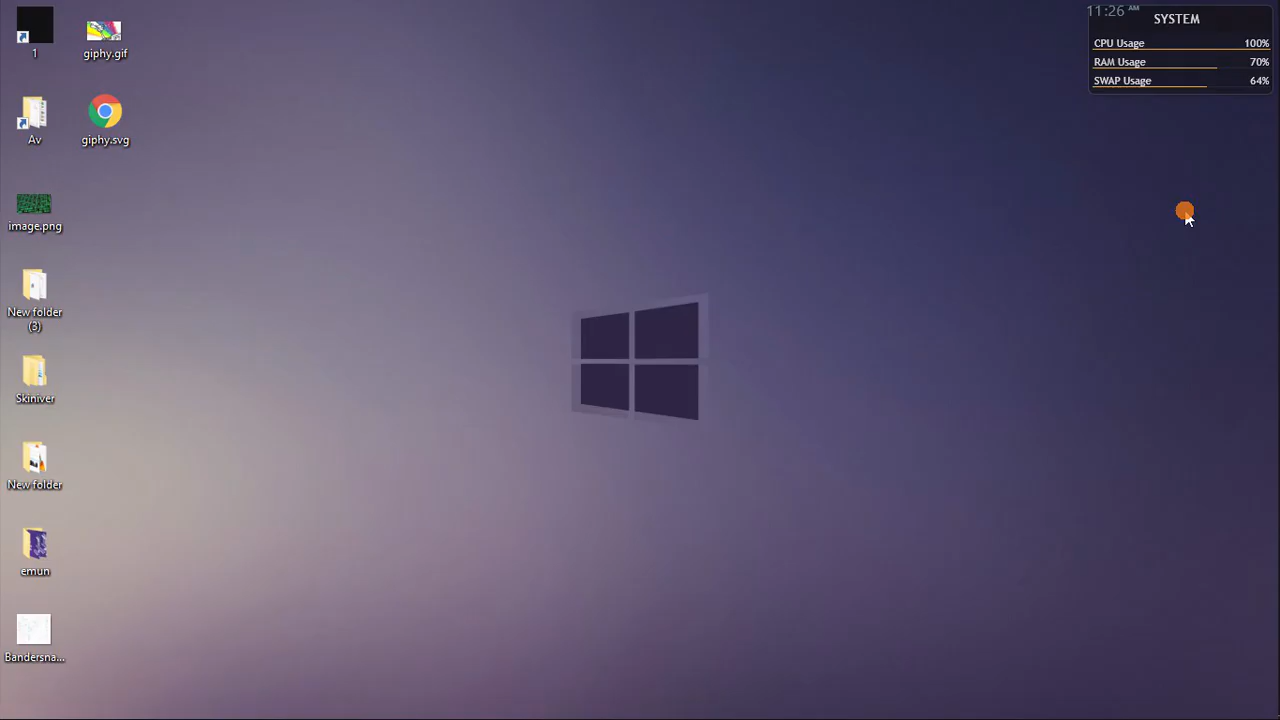 1
giphy.gif
Av
giphy.svg
image.png
New folder
(3)
Skiniver
New folder
emun
Bandersna...
11:26 AM
SYSTEM
CPU Usage 100%
RAM Usage 70%
SWAP Usage 64%